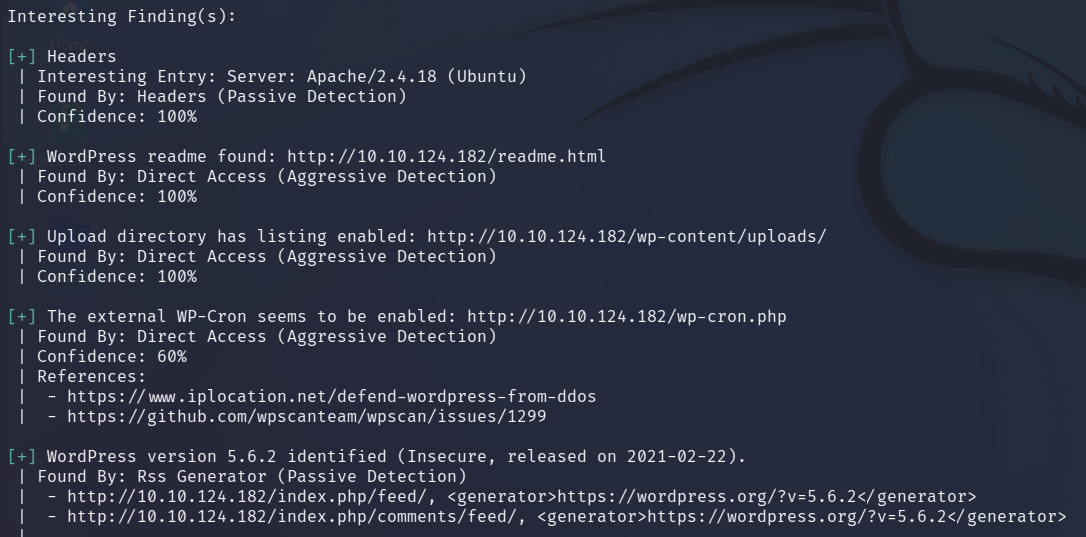 Interesting Finding(s):
[+] Headers
| Interesting Entry: Server: Apache/2.4.18 (Ubuntu)
| Found By: Headers (Passive Detection)
| Confidence: 100%
[+] WordPress readme found: http://10.10.124.182/readme.html
| Found By: Direct Access (Aggressive Detection)
| Confidence: 100%
[+] Upload directory has listing enabled: http://10.10.124.182/wp-content/uploads/
| Found By: Direct Access (Aggressive Detection)
| Confidence: 100%
[+] The external WP-Cron seems to be enabled: http://10.10.124.182/wp-cron.php
| Found By: Direct Access (Aggressive Detection)
| Confidence: 60%
| References:
|  - https://www.iplocation.net/defend-wordpress-from-ddos
|  - https://github.com/wpscanteam/wpscan/issues/1299
[+] WordPress version 5.6.2 identified (Insecure, released on 2021-02-22).
| Found By: Rss Generator (Passive Detection)
|  - http://10.10.124.182/index.php/feed/, <generator>https://wordpress.org/?v=5.6.2</generator>
|  - http://10.10.124.182/index.php/comments/feed/, <generator>https://wordpress.org/?v=5.6.2</generator>
|